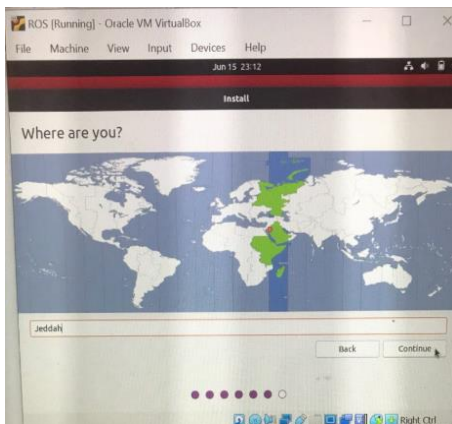 ROS [Running] - Oracle VM VirtualBox
File Machine View Input Devices Help
Jun 15 23:12
Install
Where are you?
Jeddah
Back Continue
Right Ctrl